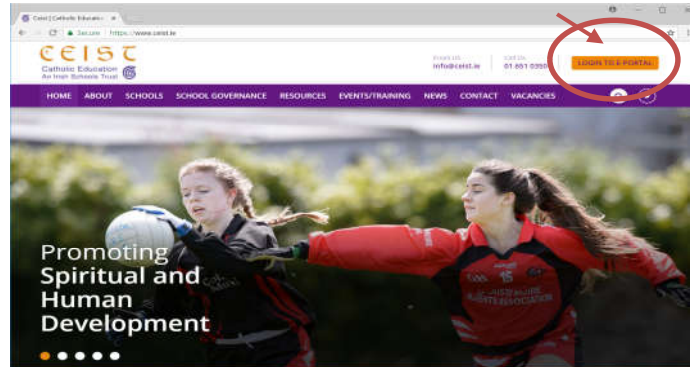 Ceist | Catholic Education
Secure https://www.ceist.ie
CEIST
Catholic Education
An Irish Schools Trust
Email Us
info@ceist.ie
Call Us
01 651 0350
LOGIN TO E-PORTAL
HOME ABOUT SCHOOLS SCHOOL GOVERNANCE RESOURCES EVENTS/TRAINING NEWS CONTACT VACANCIES
Promoting
Spiritual and
Human
Development
15